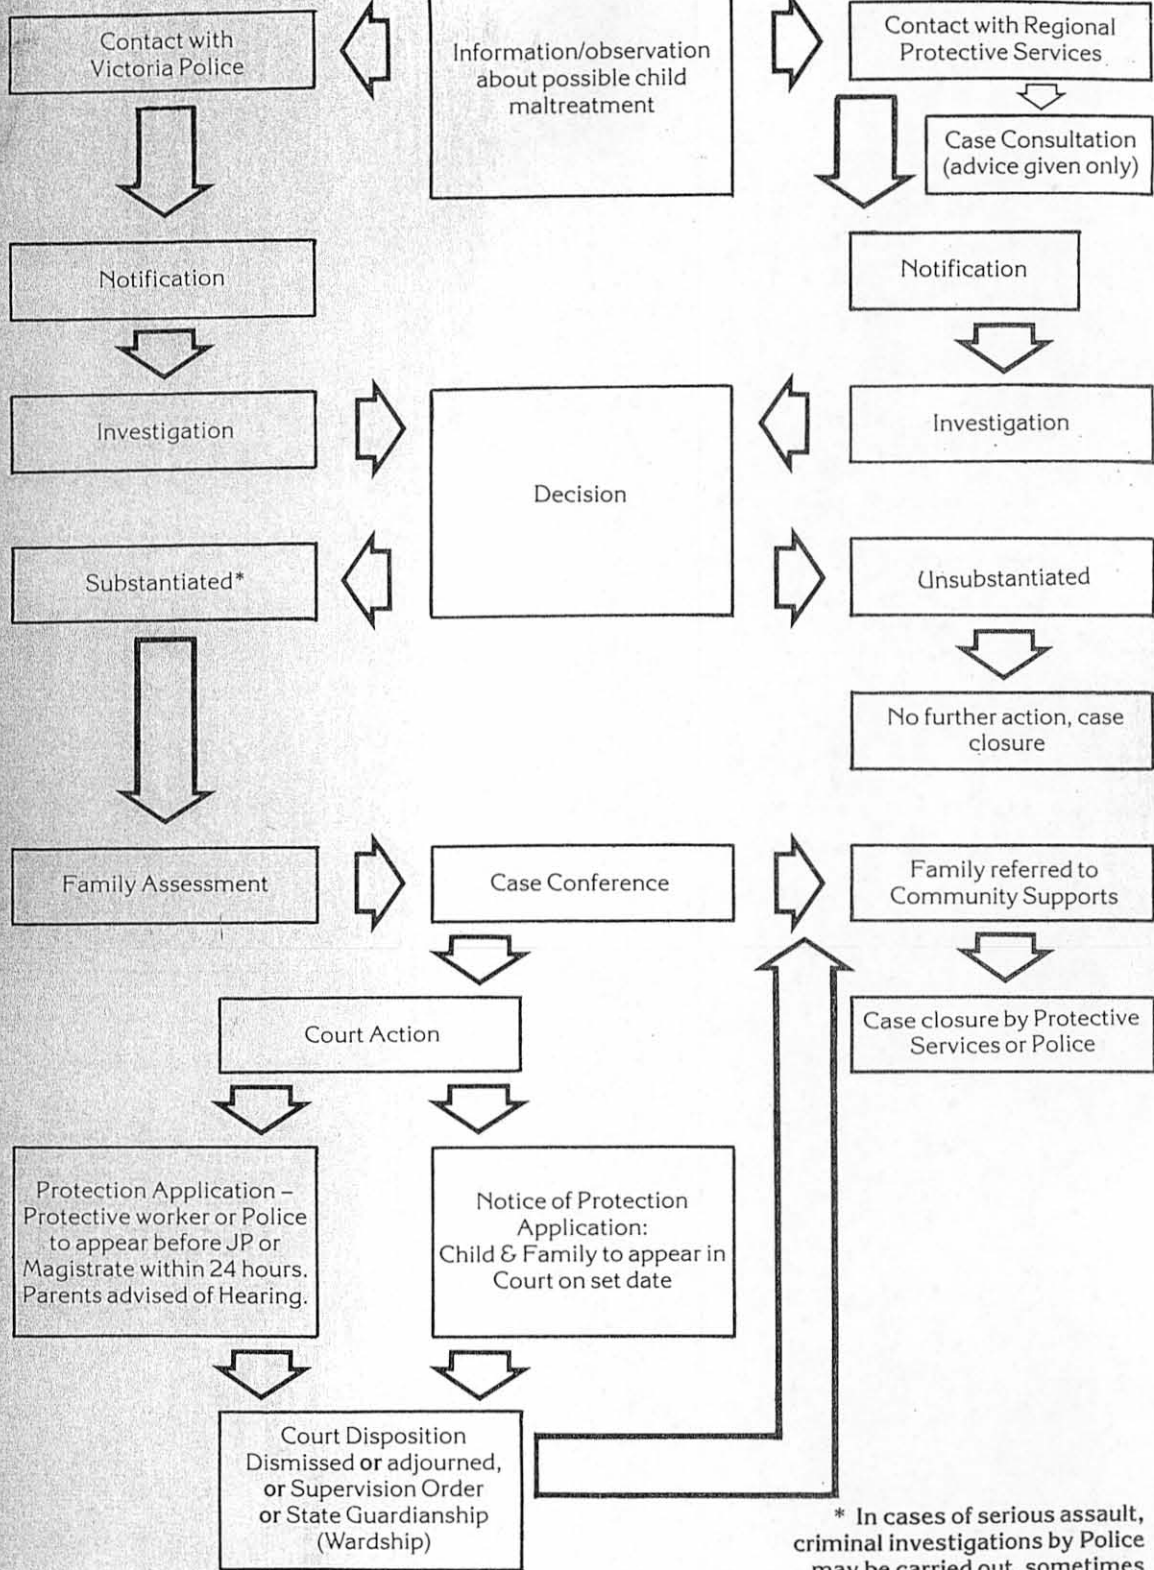 Contact with
Victoria Police
Information/observation
about possible child
maltreatment
Contact with Regional
Protective Services
Case Consultation
(advice given only)
Notification
Notification
Investigation
Decision
Investigation
Substantiated*
Unsubstantiated
No further action, case
closure
Family Assessment
Case Conference
Family referred to
Community Supports
Court Action
Case closure by Protective
Services or Police
Protection Application –
Protective worker or Police
to appear before JP or
Magistrate within 24 hours.
Parents advised of Hearing.
Notice of Protection
Application:
Child & Family to appear in
Court on set date
Court Disposition
Dismissed or adjourned,
or Supervision Order
or State Guardianship
(Wardship)
* In cases of serious assault,
criminal investigations by Police
may be carried out, sometimes